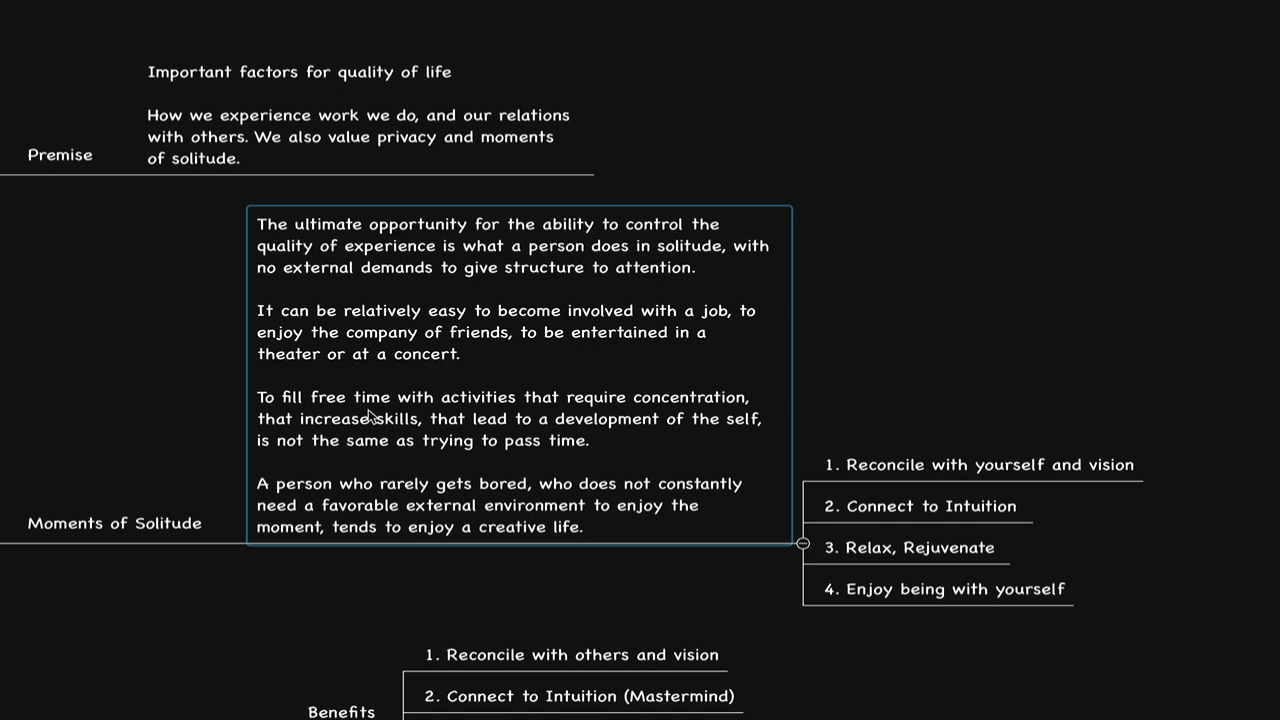 Important factors for quality of life
How we experience work we do, and our relations
with others. We also value privacy and moments
of solitude.
Premise
The ultimate opportunity for the ability to control the
quality of experience is what a person does in solitude, with
no external demands to give structure to attention.
It can be relatively easy to become involved with a job, to
enjoy the company of friends, to be entertained in a
theater or at a concert.
To fill free time with activities that require concentration,
that increase skills, that lead to a development of the self,
is not the same as trying to pass time.
A person who rarely gets bored, who does not constantly
need a favorable external environment to enjoy the
moment, tends to enjoy a creative life.
Moments of Solitude
1. Reconcile with yourself and vision
2. Connect to Intuition
3. Relax, Rejuvenate
4. Enjoy being with yourself
1. Reconcile with others and vision
2. Connect to Intuition (Mastermind)
Benefits